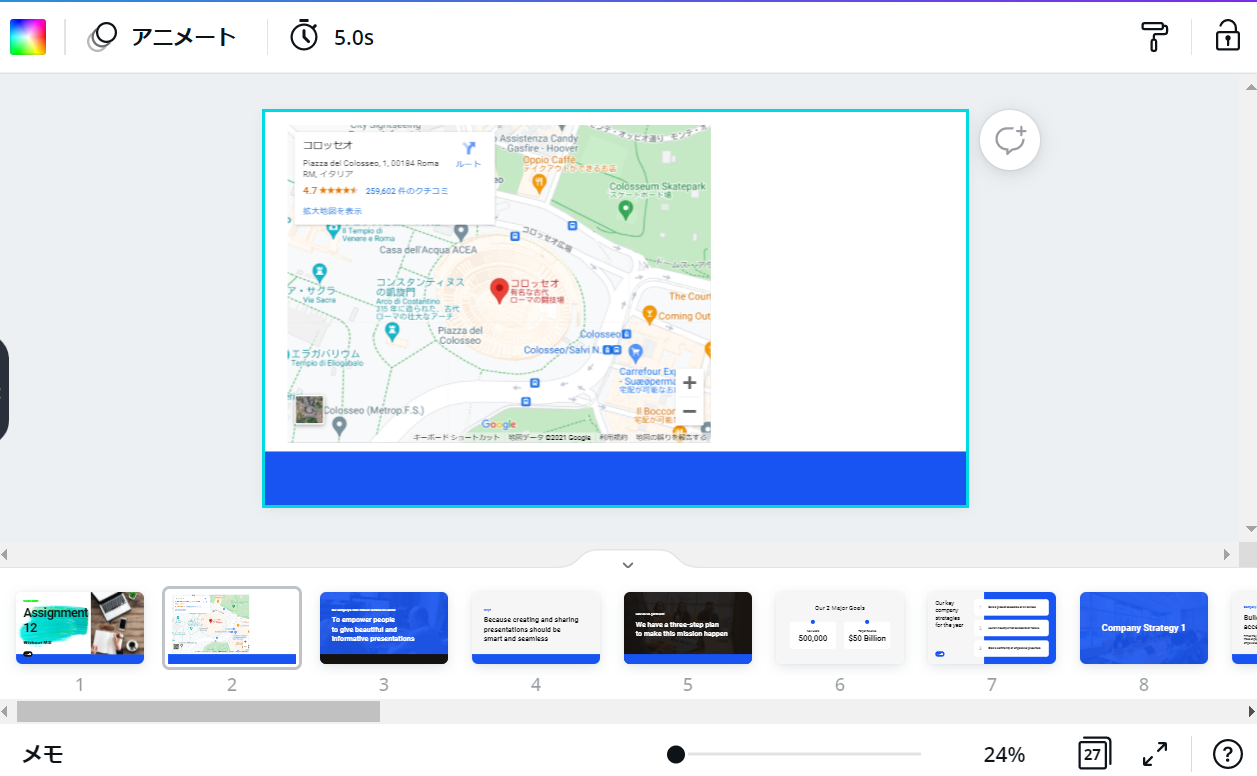 アニメート
5.0s
City Sightseeing
コロッセオ
Piazza del Colosseo, 1, 00184 Roma
RM, イタリア
ルート
4.7
259,602 件のクチコミ
拡大地図を表示
Assistenza Candy
- Gasfire - Hoover
Oppio Caffè
テイクアウトができるお店
Colosseum Skatepark
スケートボート場
Il Tempio di
Venere e Roma
Casa dell'Acqua ACEA
コロッセオ広場
ア・サクラ
Via Sacra
コンスタンティヌス
の凱旋門
Arco di Costantino
315 年に造られた、古代
ローマの壮大なアーチ
コロッセオ
有名な古代
ローマの闘技場
The Court
Coming Out
Piazza del
Colosseo
Colosseo
Colosseo/Salvi N.
エラガバリウム
Tempio di Eliogabalo
Carrefour Exp
宅配が可能なお
Il Boccon
宅配が可能
Colosseo (Metrop.F.S.)
Google
キーボード ショートカット
地図データ ©2021 Google
利用規約
地図の誤りを報告する
Assignment
12
To empower people
to give beautiful and
informative presentations
Because creating and sharing
presentations should be
smart and seamless
We have a three-step plan
to make this mission happen
Our 2 Major Goals
500,000
$50 Billion
Our key
company
strategies
for the year
Company Strategy 1
1
2
3
4
5
6
7
8
メモ
24%
27